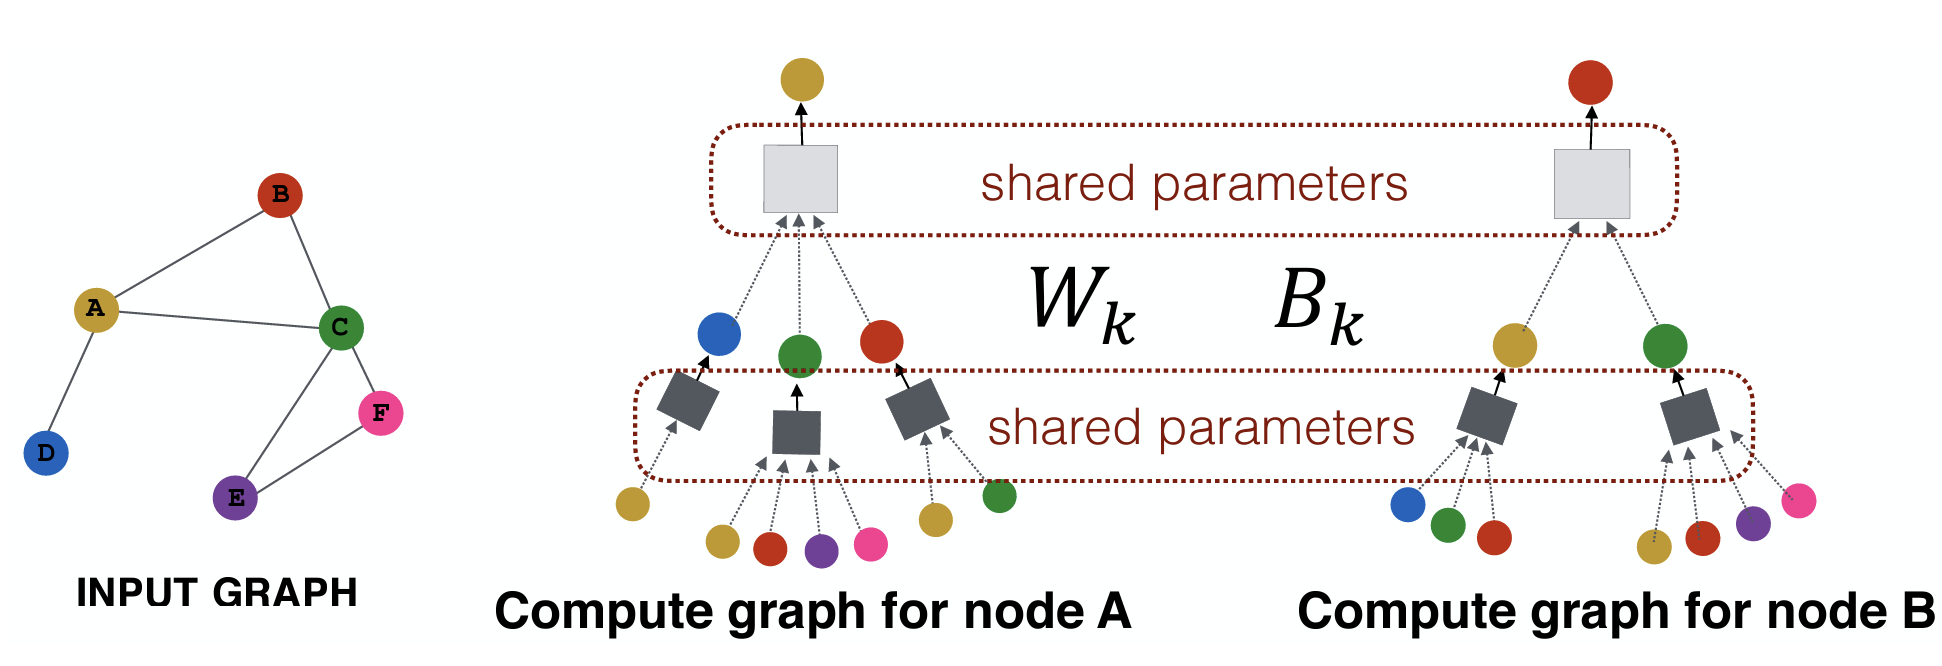 B
A
C
F
D
E
INPUT GRAPH
shared parameters
W_k B_k
shared parameters
Compute graph for node A
Compute graph for node B